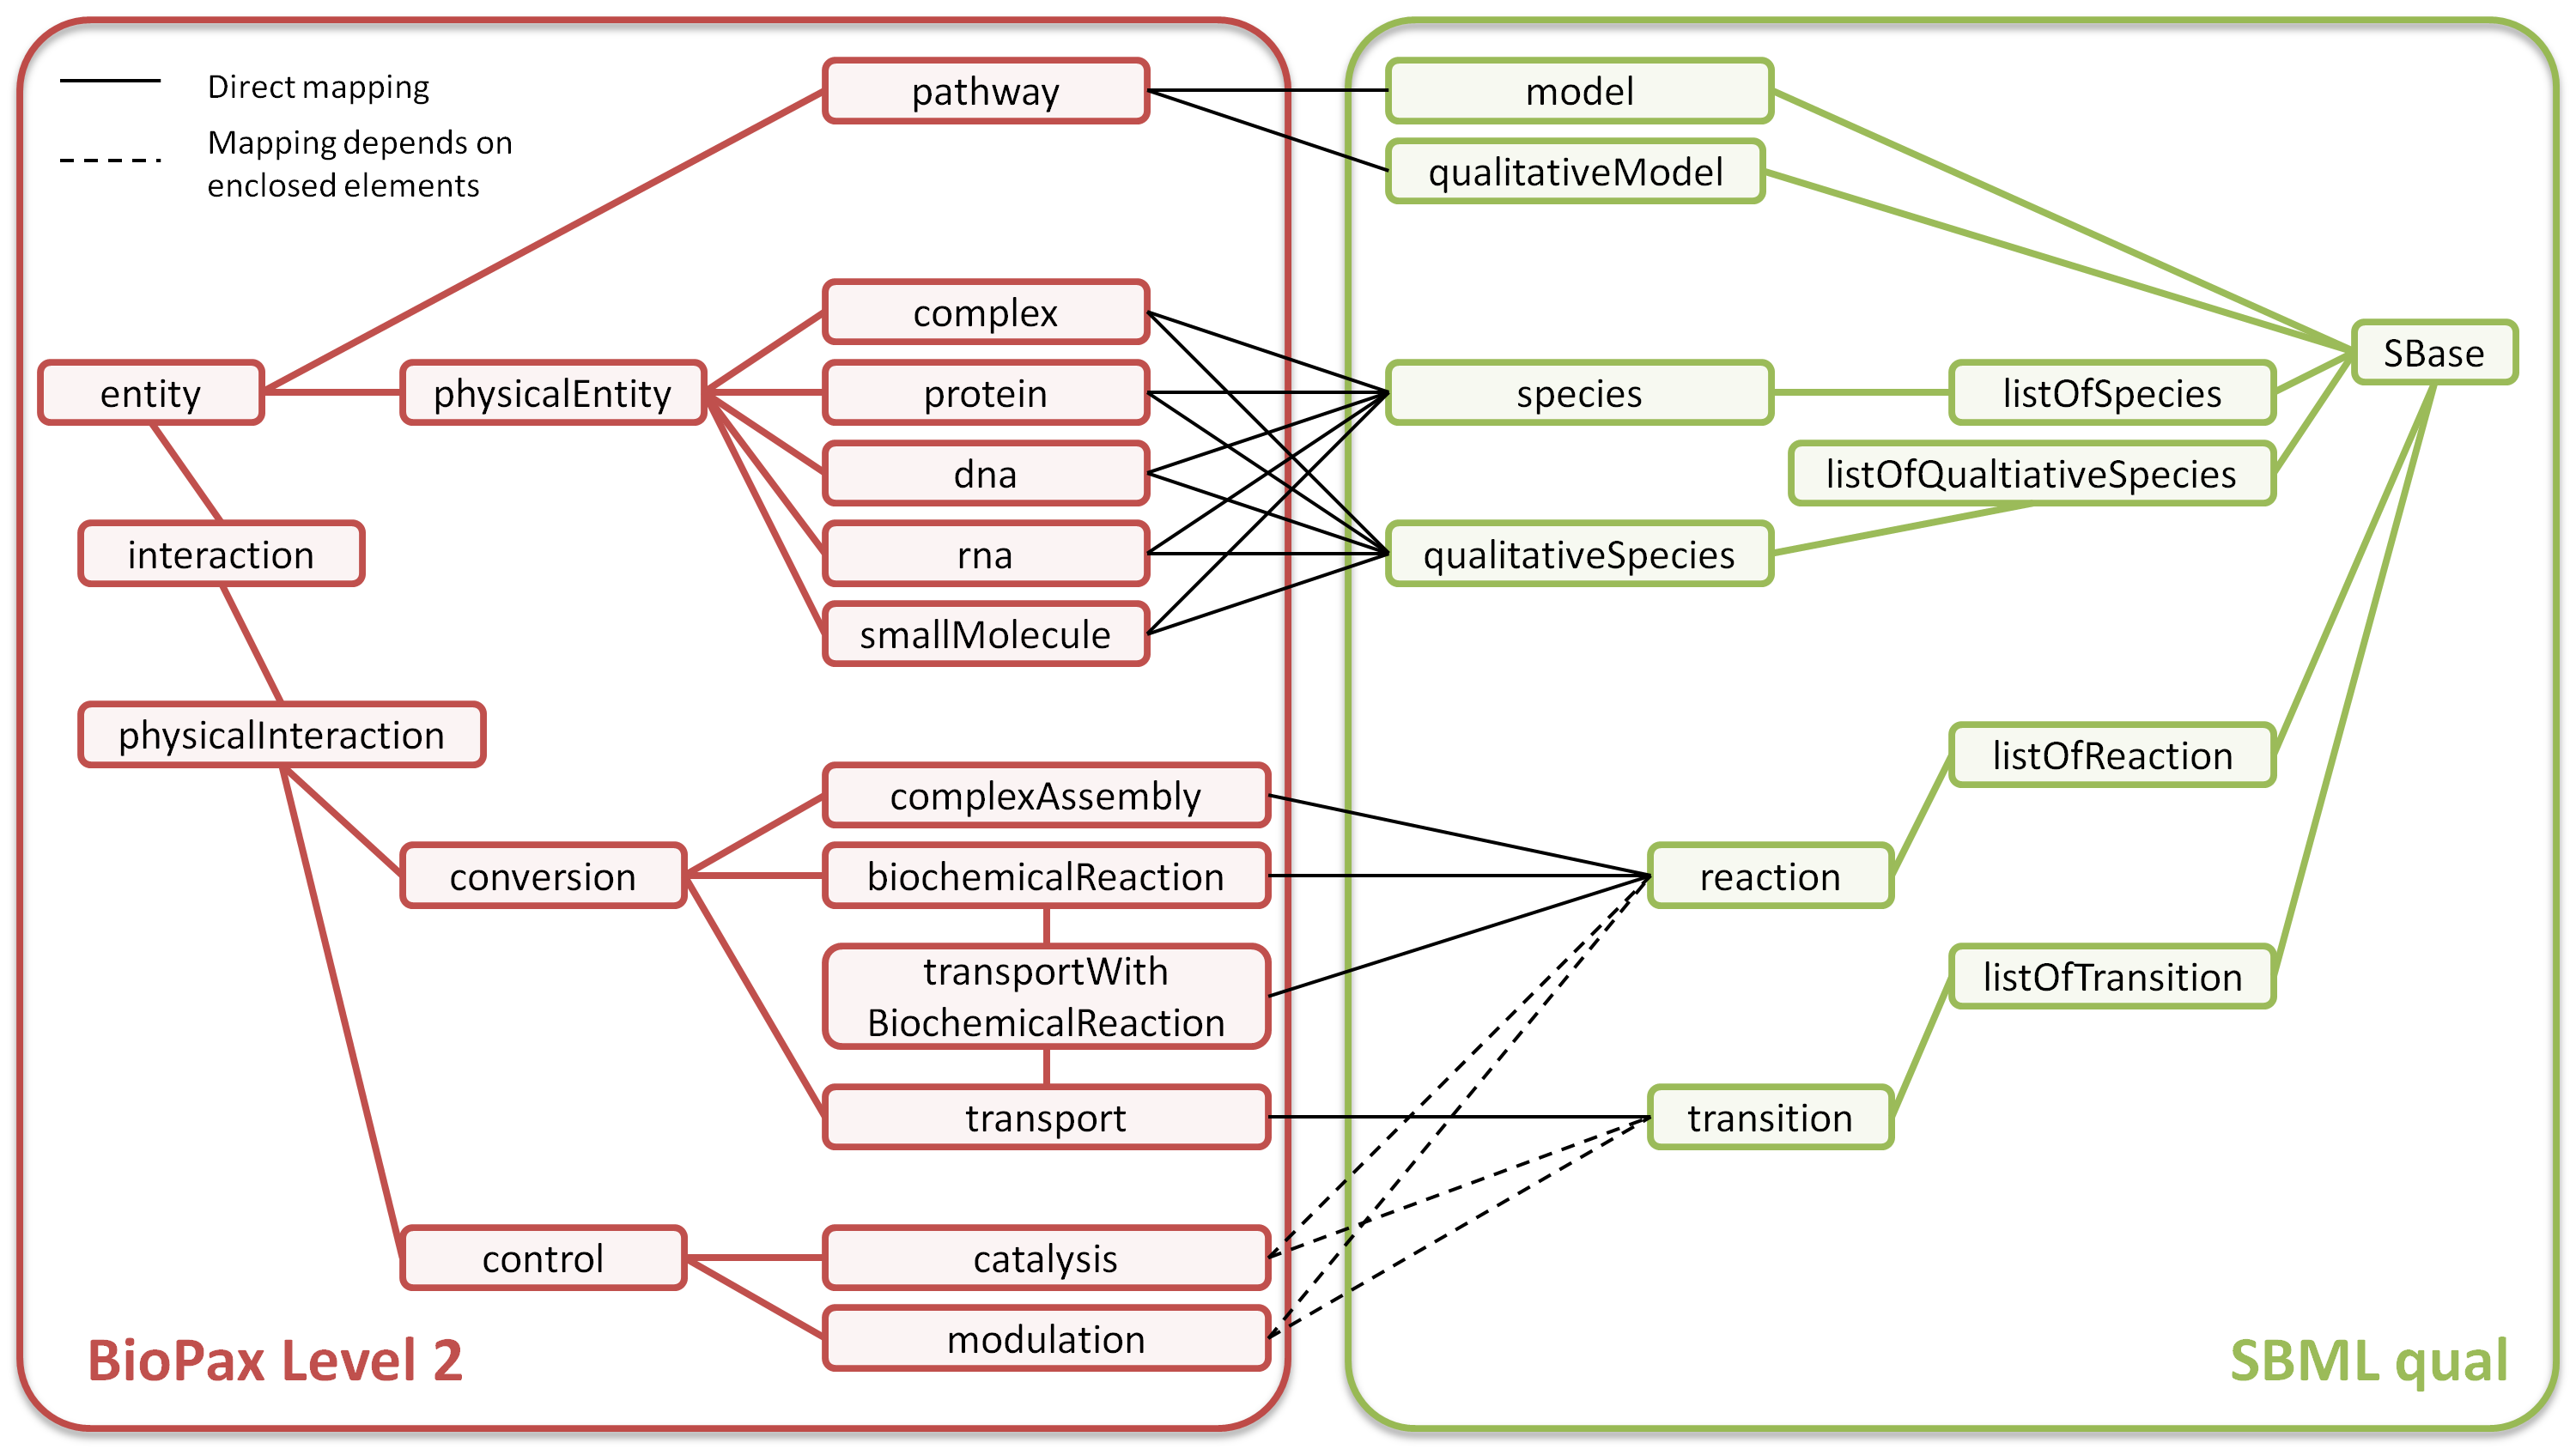 Direct mapping
Mapping depends on
enclosed elements
pathway
model
qualitativeModel
complex
SBase
entity
physicalEntity
protein
species
listOfSpecies
dna
listOfQualtiativeSpecies
interaction
rna
qualitativeSpecies
smallMolecule
physicalInteraction
listOfReaction
complexAssembly
conversion
biochemicalReaction
reaction
transportWith
BiochemicalReaction
listOfTransition
transport
transition
control
catalysis
modulation
BioPax Level 2
SBML qual